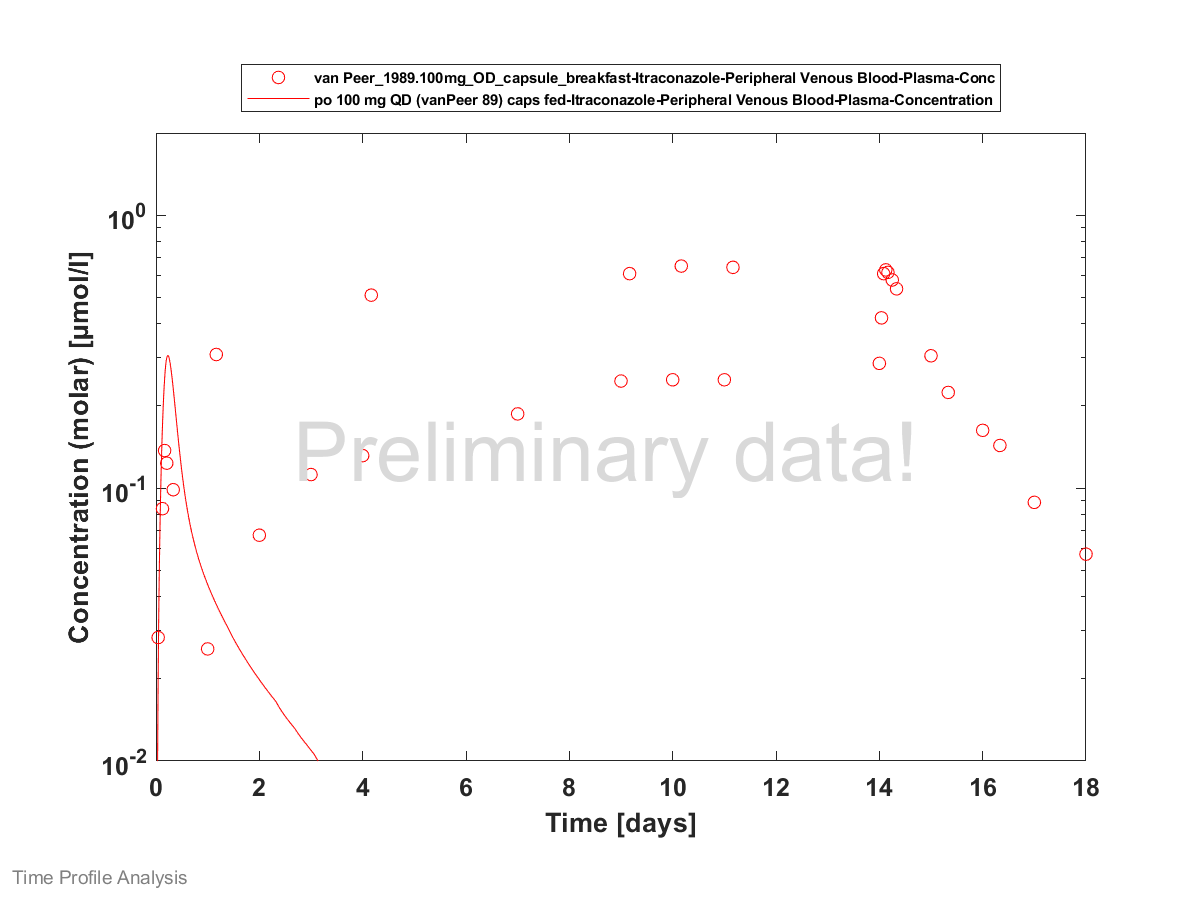 van Peer_1989.100mg_OD_capsule_breakfast-Itraconazole-Peripheral Venous Blood-Plasma-Conc
po 100 mg QD (vanPeer 89) caps fed-Itraconazole-Peripheral Venous Blood-Plasma-Concentration
10^0
10^-1
10^-2
Concentration (molar) [µmol/l]
Preliminary data!
0 2 4 6 8 10 12 14 16 18
Time [days]
Time Profile Analysis